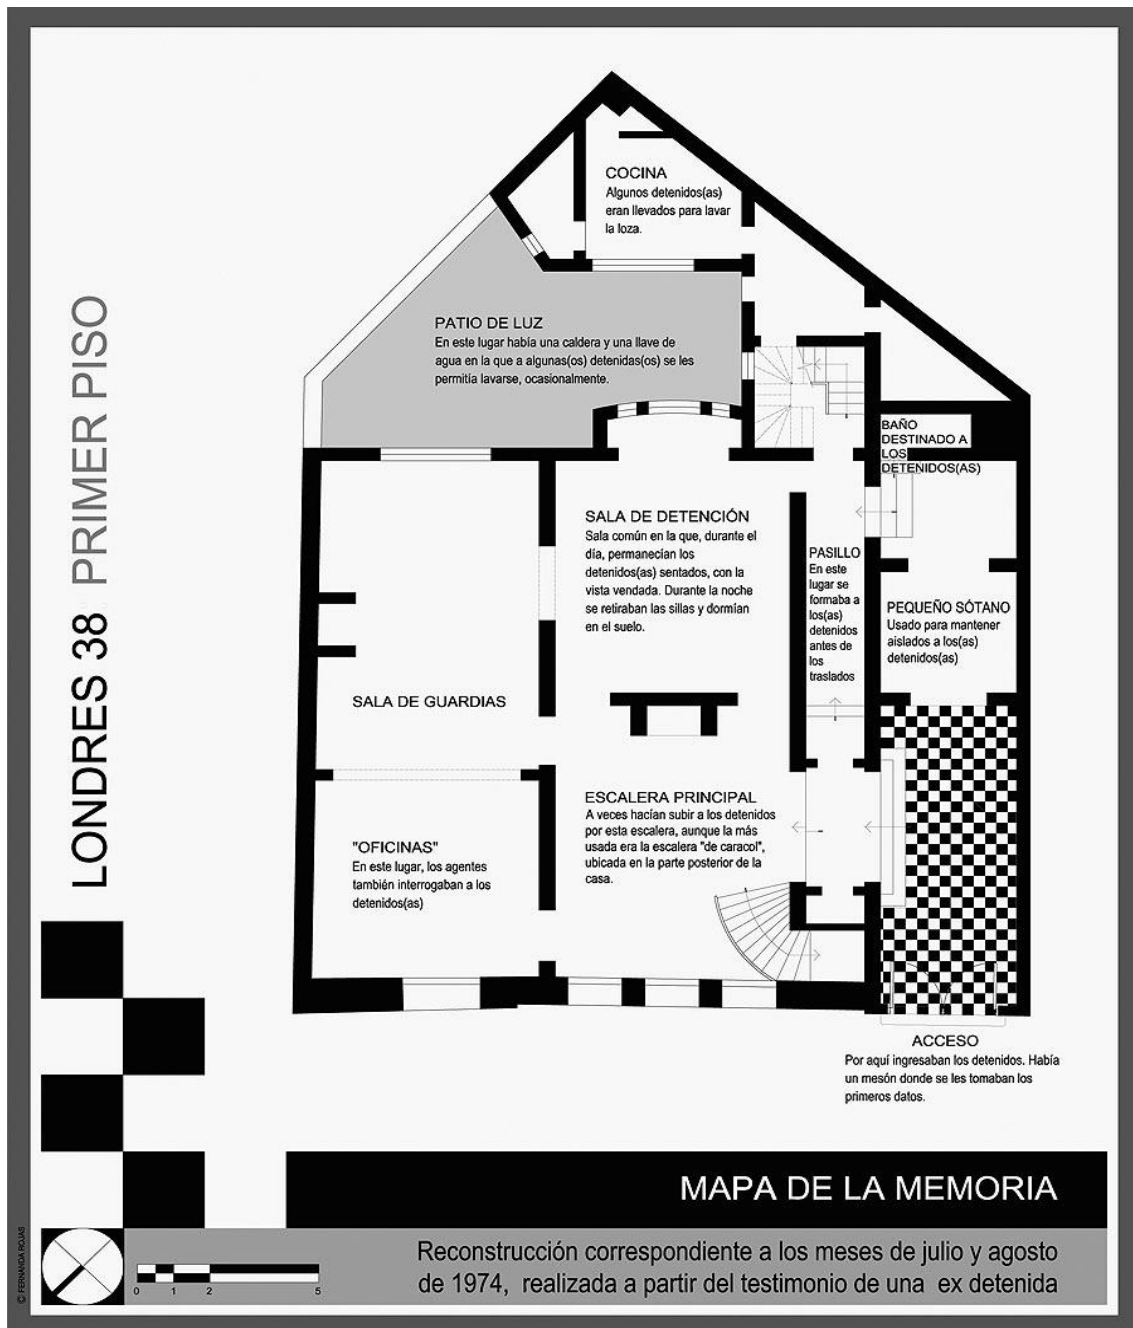 LONDRES 38 PRIMER PISO
COCINA
Algunos detenidos(as)
eran llevados para lavar
la loza.
PATIO DE LUZ
En este lugar había una caldera y una llave de
agua en la que a algunas(os) detenidas(os) se les
permitia lavarse, ocasionalmente.
BAÑO
DESTINADO A
LOS
DETENIDOS(AS)
SALA DE DETENCIÓN
Sala común en la que, durante el
día, permanecían los
detenidos(as) sentados, con la
vista vendada. Durante la noche
se retiraban las sillas y dormían
en el suelo.
PASILLO
En este
lugar se
formaba a
los(as)
detenidos
antes de
los
traslados
PEQUEÑO SÓTANO
Usado para mantener
aislados a los(as)
detenidos(as)
SALA DE GUARDIAS
ESCALERA PRINCIPAL
A veces hacían subir a los detenidos
por esta escalera, aunque la más
usada era la escalera "de caracol",
ubicada en la parte posterior de la
casa.
"OFICINAS"
En este lugar, los agentes
también interrogaban a los
detenidos(as)
ACCESO
Por aquí ingresaban los detenidos. Había
un mesón donde se les tomaban los
primeros datos.
MAPA DE LA MEMORIA
Reconstrucción correspondiente a los meses de julio y agosto
de 1974, realizada a partir del testimonio de una ex detenida
0 1 2 5
© FERNANDA ROJAS